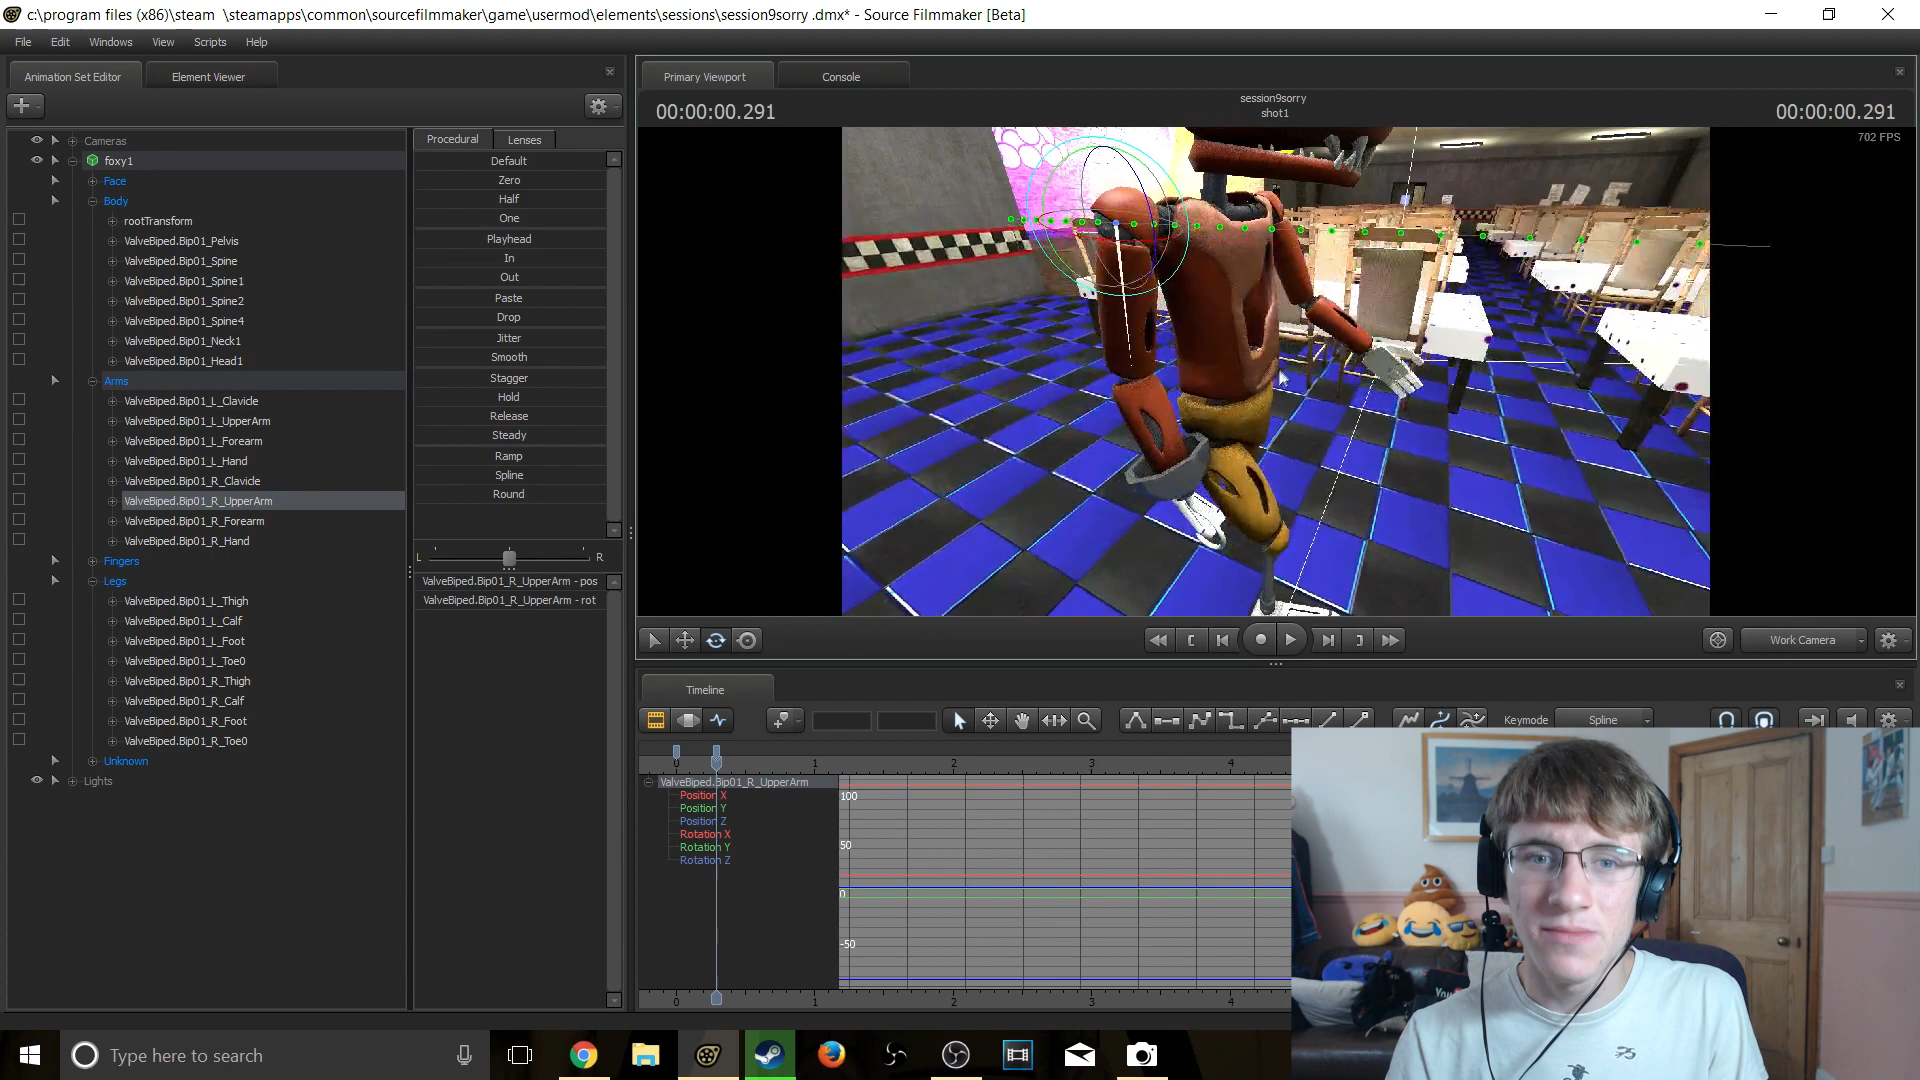 c:\program files (x86)\steam \steamapps\common\sourcefilmmaker\game\usermod\elements\sessions\session9sorry .dmx* - Source Filmmaker [Beta]
File Edit Windows View Scripts Help
Animation Set Editor
Element Viewer
Cameras
foxy1
Face
Body
rootTransform
ValveBiped.Bip01_Pelvis
ValveBiped.Bip01_Spine
ValveBiped.Bip01_Spine1
ValveBiped.Bip01_Spine2
ValveBiped.Bip01_Spine4
ValveBiped.Bip01_Neck1
ValveBiped.Bip01_Head1
Arms
ValveBiped.Bip01_L_Clavicle
ValveBiped.Bip01_L_UpperArm
ValveBiped.Bip01_L_Forearm
ValveBiped.Bip01_L_Hand
ValveBiped.Bip01_R_Clavicle
ValveBiped.Bip01_R_UpperArm
ValveBiped.Bip01_R_Forearm
ValveBiped.Bip01_R_Hand
Fingers
Legs
ValveBiped.Bip01_L_Thigh
ValveBiped.Bip01_L_Calf
ValveBiped.Bip01_L_Foot
ValveBiped.Bip01_L_Toe0
ValveBiped.Bip01_R_Thigh
ValveBiped.Bip01_R_Calf
ValveBiped.Bip01_R_Foot
ValveBiped.Bip01_R_Toe0
Unknown
Lights
Procedural
Lenses
Default
Zero
Half
One
Playhead
In
Out
Paste
Drop
Jitter
Smooth
Stagger
Hold
Release
Steady
Ramp
Spline
Round
L R
ValveBiped.Bip01_R_UpperArm - pos
ValveBiped.Bip01_R_UpperArm - rot
Primary Viewport
Console
00:00:00.291
session9sorry
shot1
00:00:00.291
702 FPS
Work Camera
Timeline
Keymode
Spline
0 1 2 3 4
ValveBiped.Bip01_R_UpperArm
Position X
Position Y
Position Z
Rotation X
Rotation Y
Rotation Z
100
50
0
-50
0 1 2 3 4
You
Type here to search